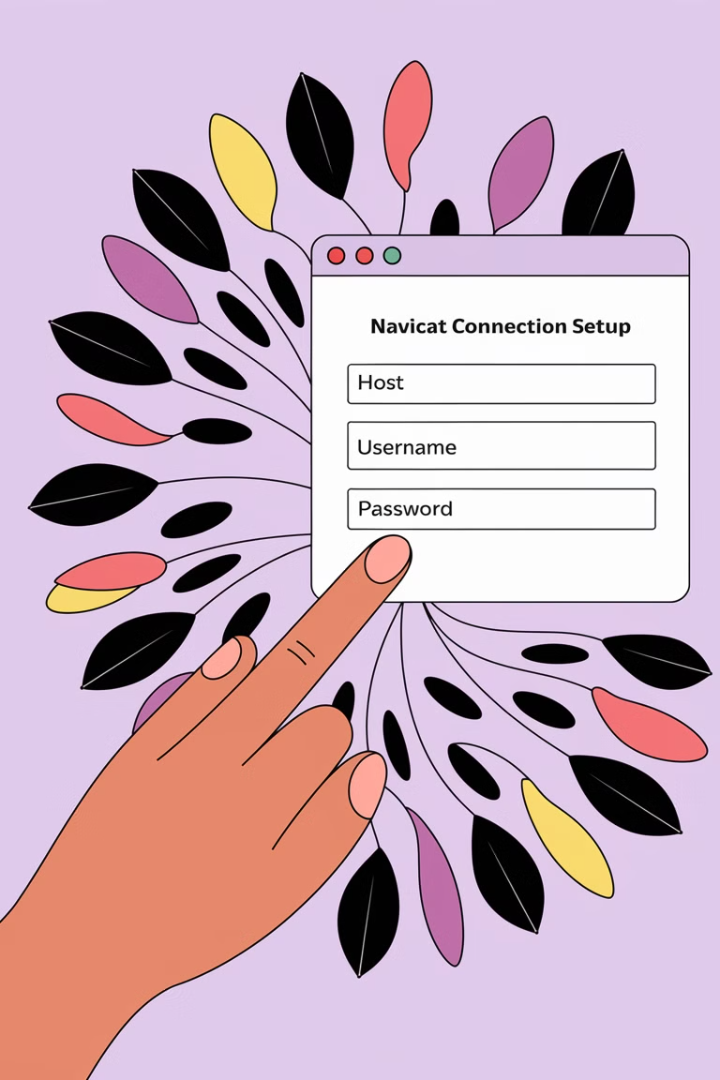 Navicat Connection Setup
Host
Username
Password